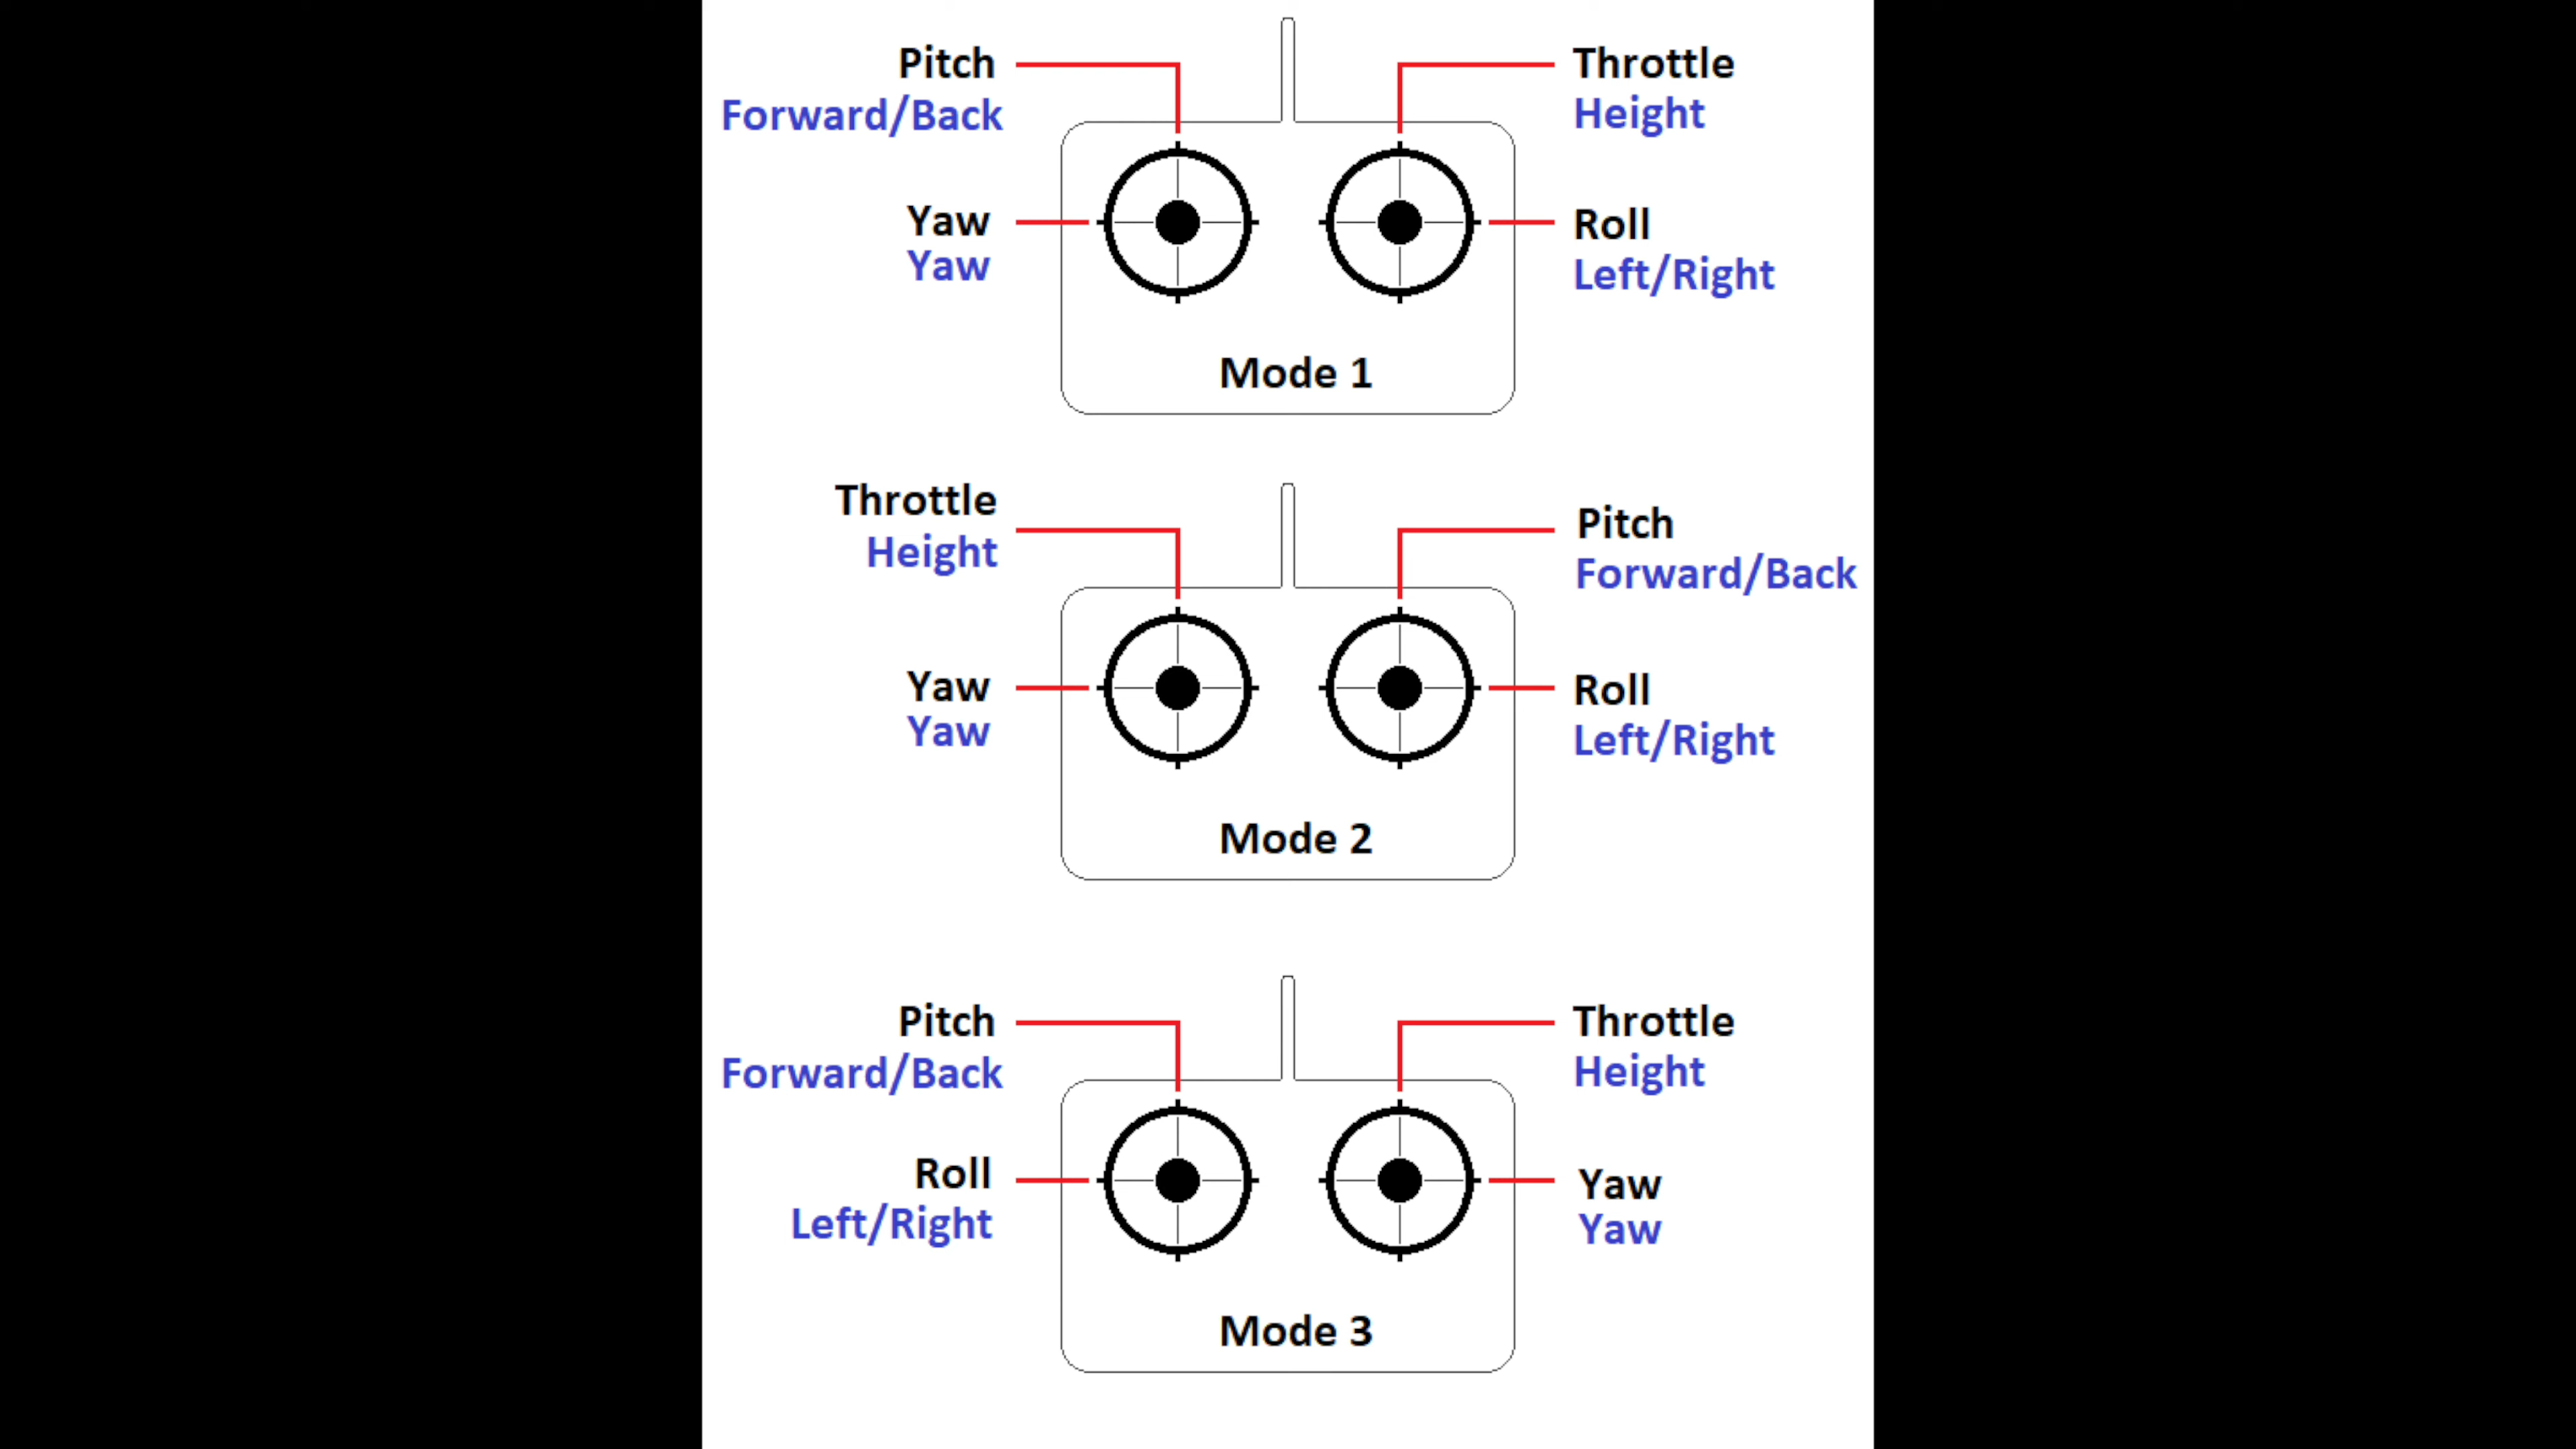 Pitch
Forward/Back
Throttle
Height
Yaw
Yaw
Roll
Left/Right
Mode 1
Throttle
Height
Pitch
Forward/Back
Yaw
Yaw
Roll
Left/Right
Mode 2
Pitch
Forward/Back
Throttle
Height
Roll
Left/Right
Yaw
Yaw
Mode 3